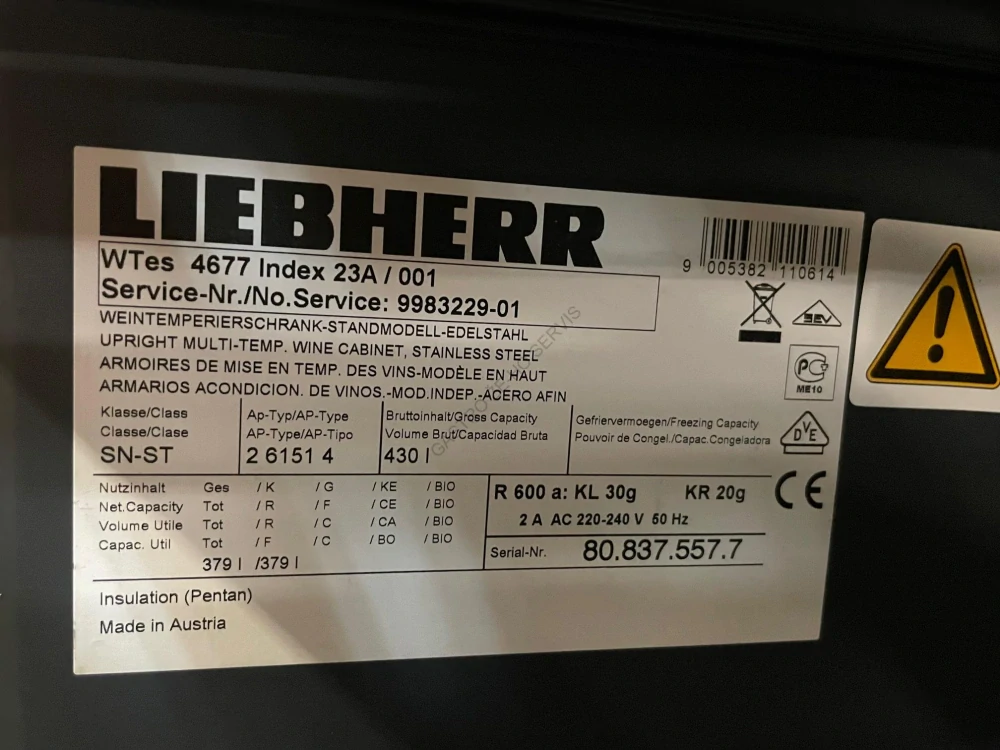 LIEBHERR
WTes 4677 Index 23A / 001
Service-Nr./No.Service: 9983229-01
9 005382 110614
WEINTEMPERIERSCHRANK-STANDMODELL-EDELSTAHL
UPRIGHT MULTI-TEMP. WINE CABINET, STAINLESS STEEL
ARMOIRES DE MISE EN TEMP. DES VINS-MODÈLE EN HAUT
ARMARIOS ACONDICION. DE VINOS.-MOD.INDEP.-ACERO AFIN
GASTROTECHSERVIS
SEV
PC
ME10
DVE
CE
Klasse/Class Ap-Typ/AP-Type Bruttoinhalt/Gross Capacity Gefriervermoegen/Freezing Capacity
Classe/Clase AP-Type/AP-Tipo Volume Brut/Capacidad Bruta Pouvoir de Congel./Capac.Congeladora
SN-ST 2 6151 4 430 l
Nutzinhalt Ges / K / G / KE / BIO
Net.Capacity Tot / R / F / CE / BIO
Volume Utile Tot / R / C / CA / BIO
Capac. Util Tot / F / C / BO / BIO
379 l /379 l
R 600 a: KL 30g KR 20g
2 A AC 220-240 V 50 Hz
Serial-Nr. 80.837.557.7
Insulation (Pentan)
Made in Austria